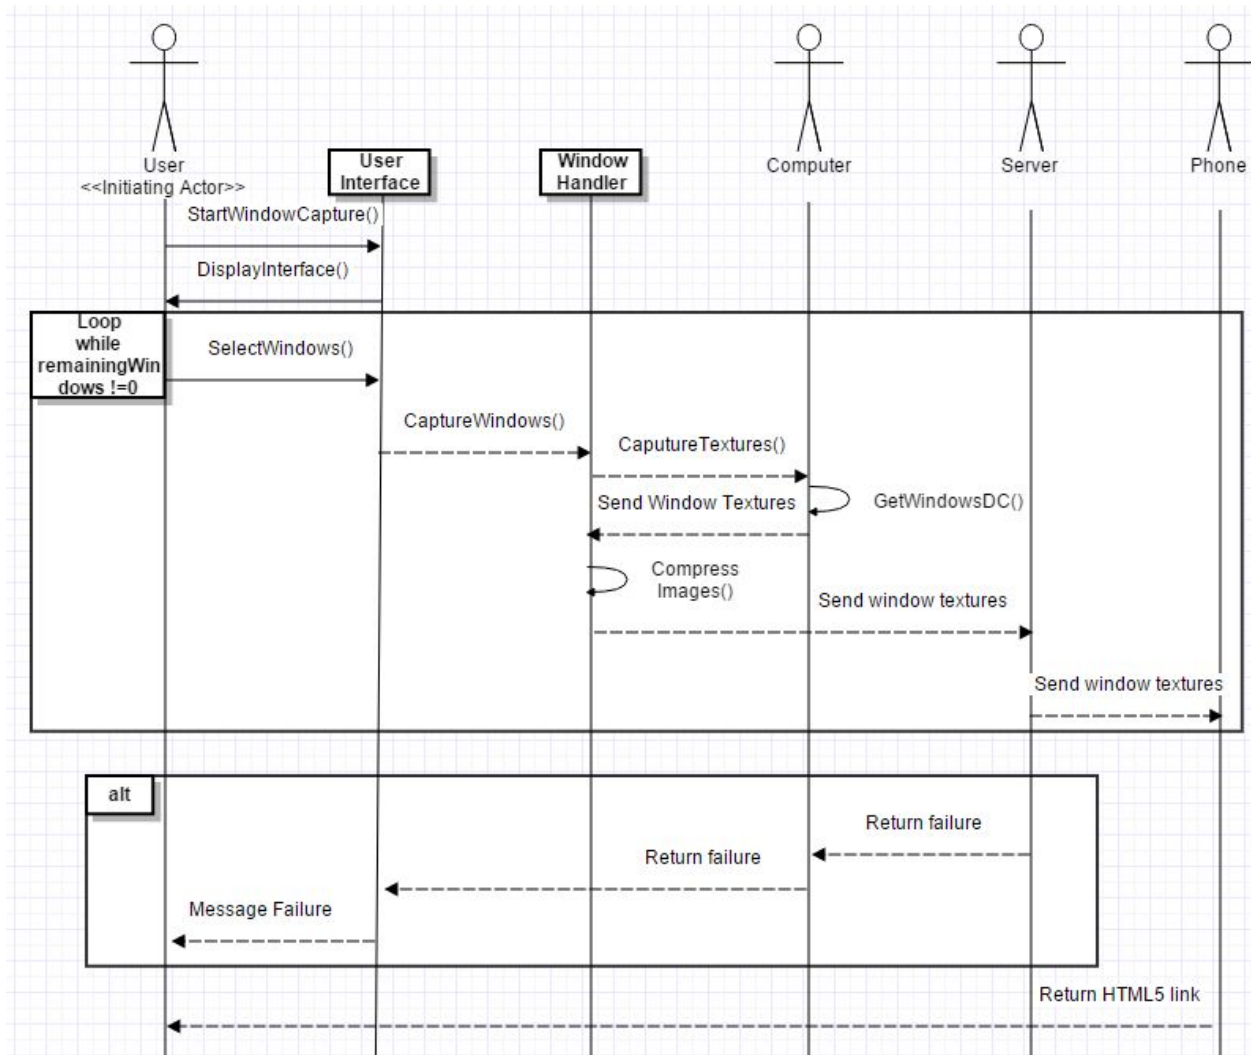 User
<<Initiating Actor>>
User
Interface
Window
Handler
Computer
Server
Phone
StartWindowCapture()
DisplayInterface()
Loop
while
remainingWin
dows !=0
SelectWindows()
CaptureWindows()
CaputureTextures()
Send Window Textures
GetWindowsDC()
Compress
Images()
Send window textures
Send window textures
alt
Return failure
Return failure
Message Failure
Return HTML5 link